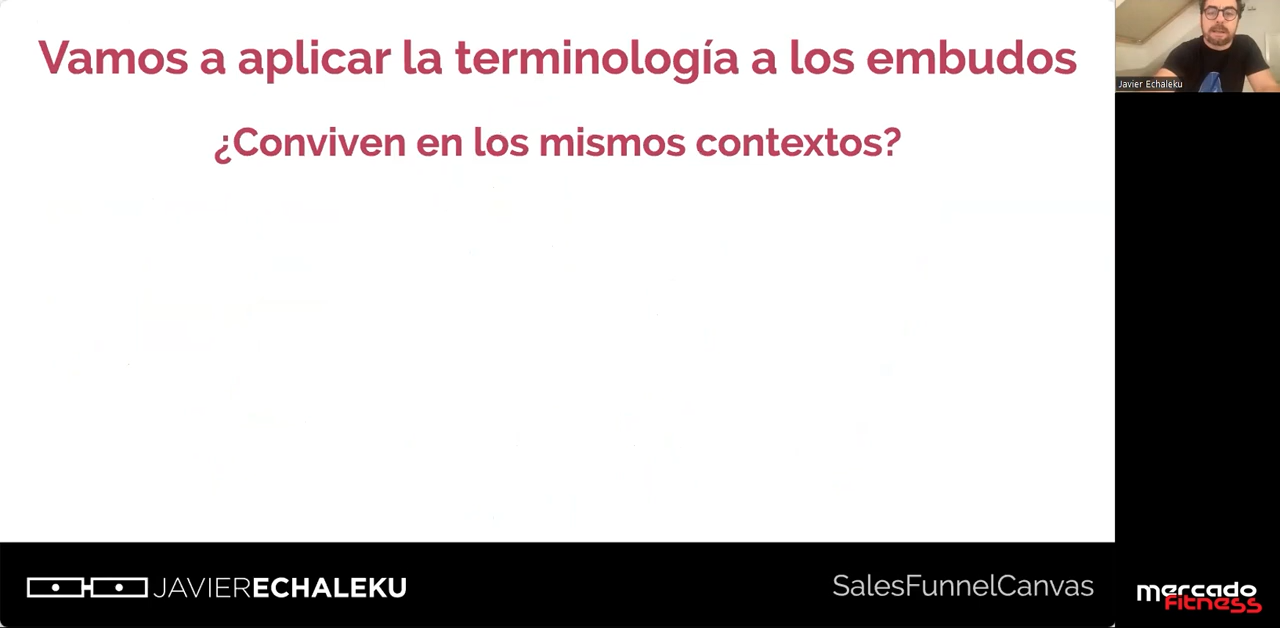 Vamos a aplicar la terminología a los embudos
¿Conviven en los mismos contextos?
Javier Echaleku
JAVIERECHALEKU
SalesFunnelCanvas
mercado
fitness